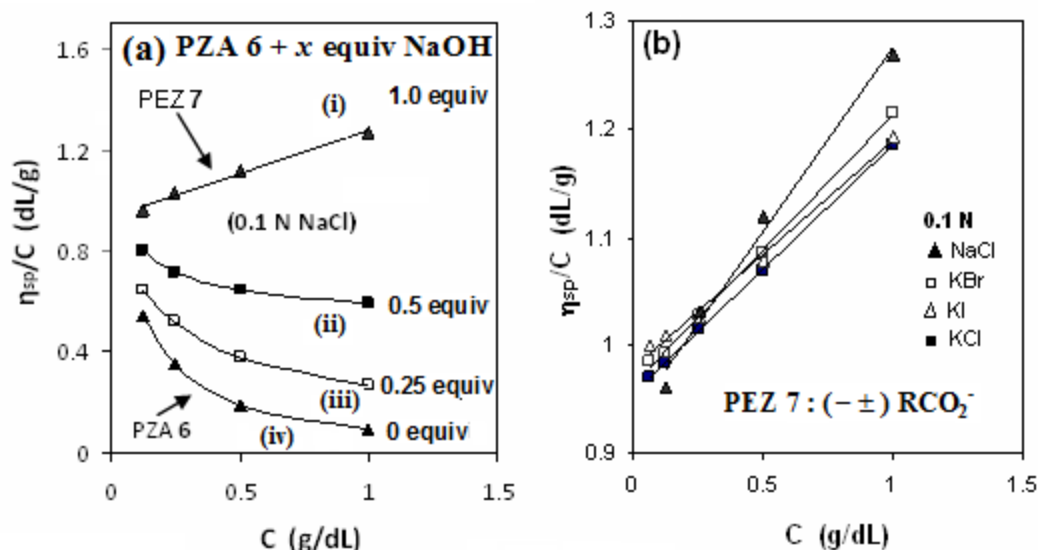 (a) PZA 6 + x equiv NaOH
PEZ 7
(i)
1.0 equiv
(0.1 N NaCl)
(ii)
0.5 equiv
(iii)
0.25 equiv
PZA 6
(iv)
0 equiv
ηsp/C (dL/g)
1.6
1.2
0.8
0.4
0
0 0.5 1 1.5
C (g/dL)
(b)
0.1 N
NaCl
KBr
KI
KCl
PEZ 7 : (− ±) RCO₂⁻
ηsp/C (dL/g)
1.3
1.2
1.1
1
0.9
0 0.5 1 1.5
C (g/dL)